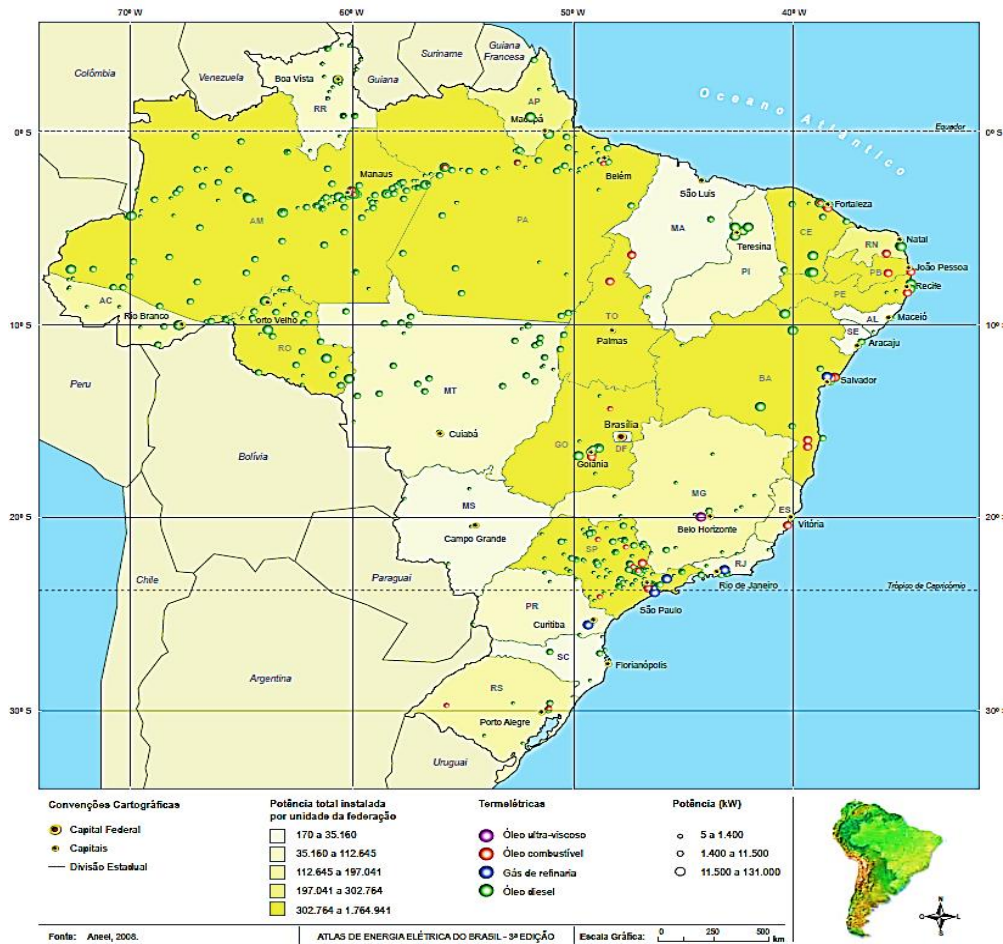 70º W
60º W
50º W
40º W
Colômbia
Venezuela
Suriname
Guiana
Francesa
Guiana
Boa Vista
RR
AP
Macapá
Oceano Atlântico
0º S
Equador
0º S
Manaus
Belém
São Luís
Fortaleza
AM
PA
MA
Teresina
CE
RN
Natal
PI
PB
João Pessoa
PE
Recife
AC
Rio Branco
Porto Velho
TO
AL
Maceió
10º S
10º S
SE
Aracaju
Palmas
RO
Peru
MT
BA
Salvador
Brasília
Cuiabá
GO
DF
Goiânia
Bolívia
MG
MS
ES
20º S
20º S
Campo Grande
Belo Horizonte
Vitória
SP
RJ
Chile
Paraguai
Rio de Janeiro
Trópico de Capricórnio
São Paulo
PR
Curitiba
SC
Florianópolis
Argentina
RS
30º S
30º S
Porto Alegre
Uruguai
Convenções Cartográficas
Capital Federal
Capitais
Divisão Estadual
Potência total instalada
por unidade da federação
170 a 35.160
35.160 a 112.645
112.645 a 197.041
197.041 a 302.764
302.764 a 1.764.941
Termelétricas
Óleo ultra-viscoso
Óleo combustível
Gás de refinaria
Óleo diesel
Potência (kW)
5 a 1.400
1.400 a 11.500
11.500 a 131.000
N
O
L
S
Fonte: Aneel, 2008.
ATLAS DE ENERGIA ELÉTRICA DO BRASIL - 3ª EDIÇÃO
Escala Gráfica:
0
250
500
km